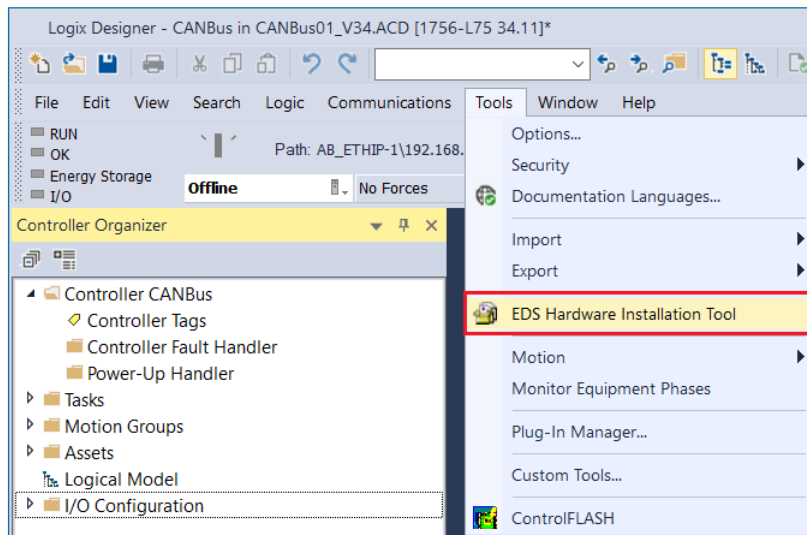 Logix Designer - CANBus in CANBus01_V34.ACD [1756-L75 34.11]*
File Edit View Search Logic Communications Tools Window Help
RUN
OK
Energy Storage
I/O
Path: AB_ETHIP-1\192.168.
Offline
No Forces
Controller Organizer
Controller CANBus
Controller Tags
Controller Fault Handler
Power-Up Handler
Tasks
Motion Groups
Assets
Logical Model
I/O Configuration
Options...
Security
Documentation Languages...
Import
Export
EDS Hardware Installation Tool
Motion
Monitor Equipment Phases
Plug-In Manager...
Custom Tools...
ControlFLASH